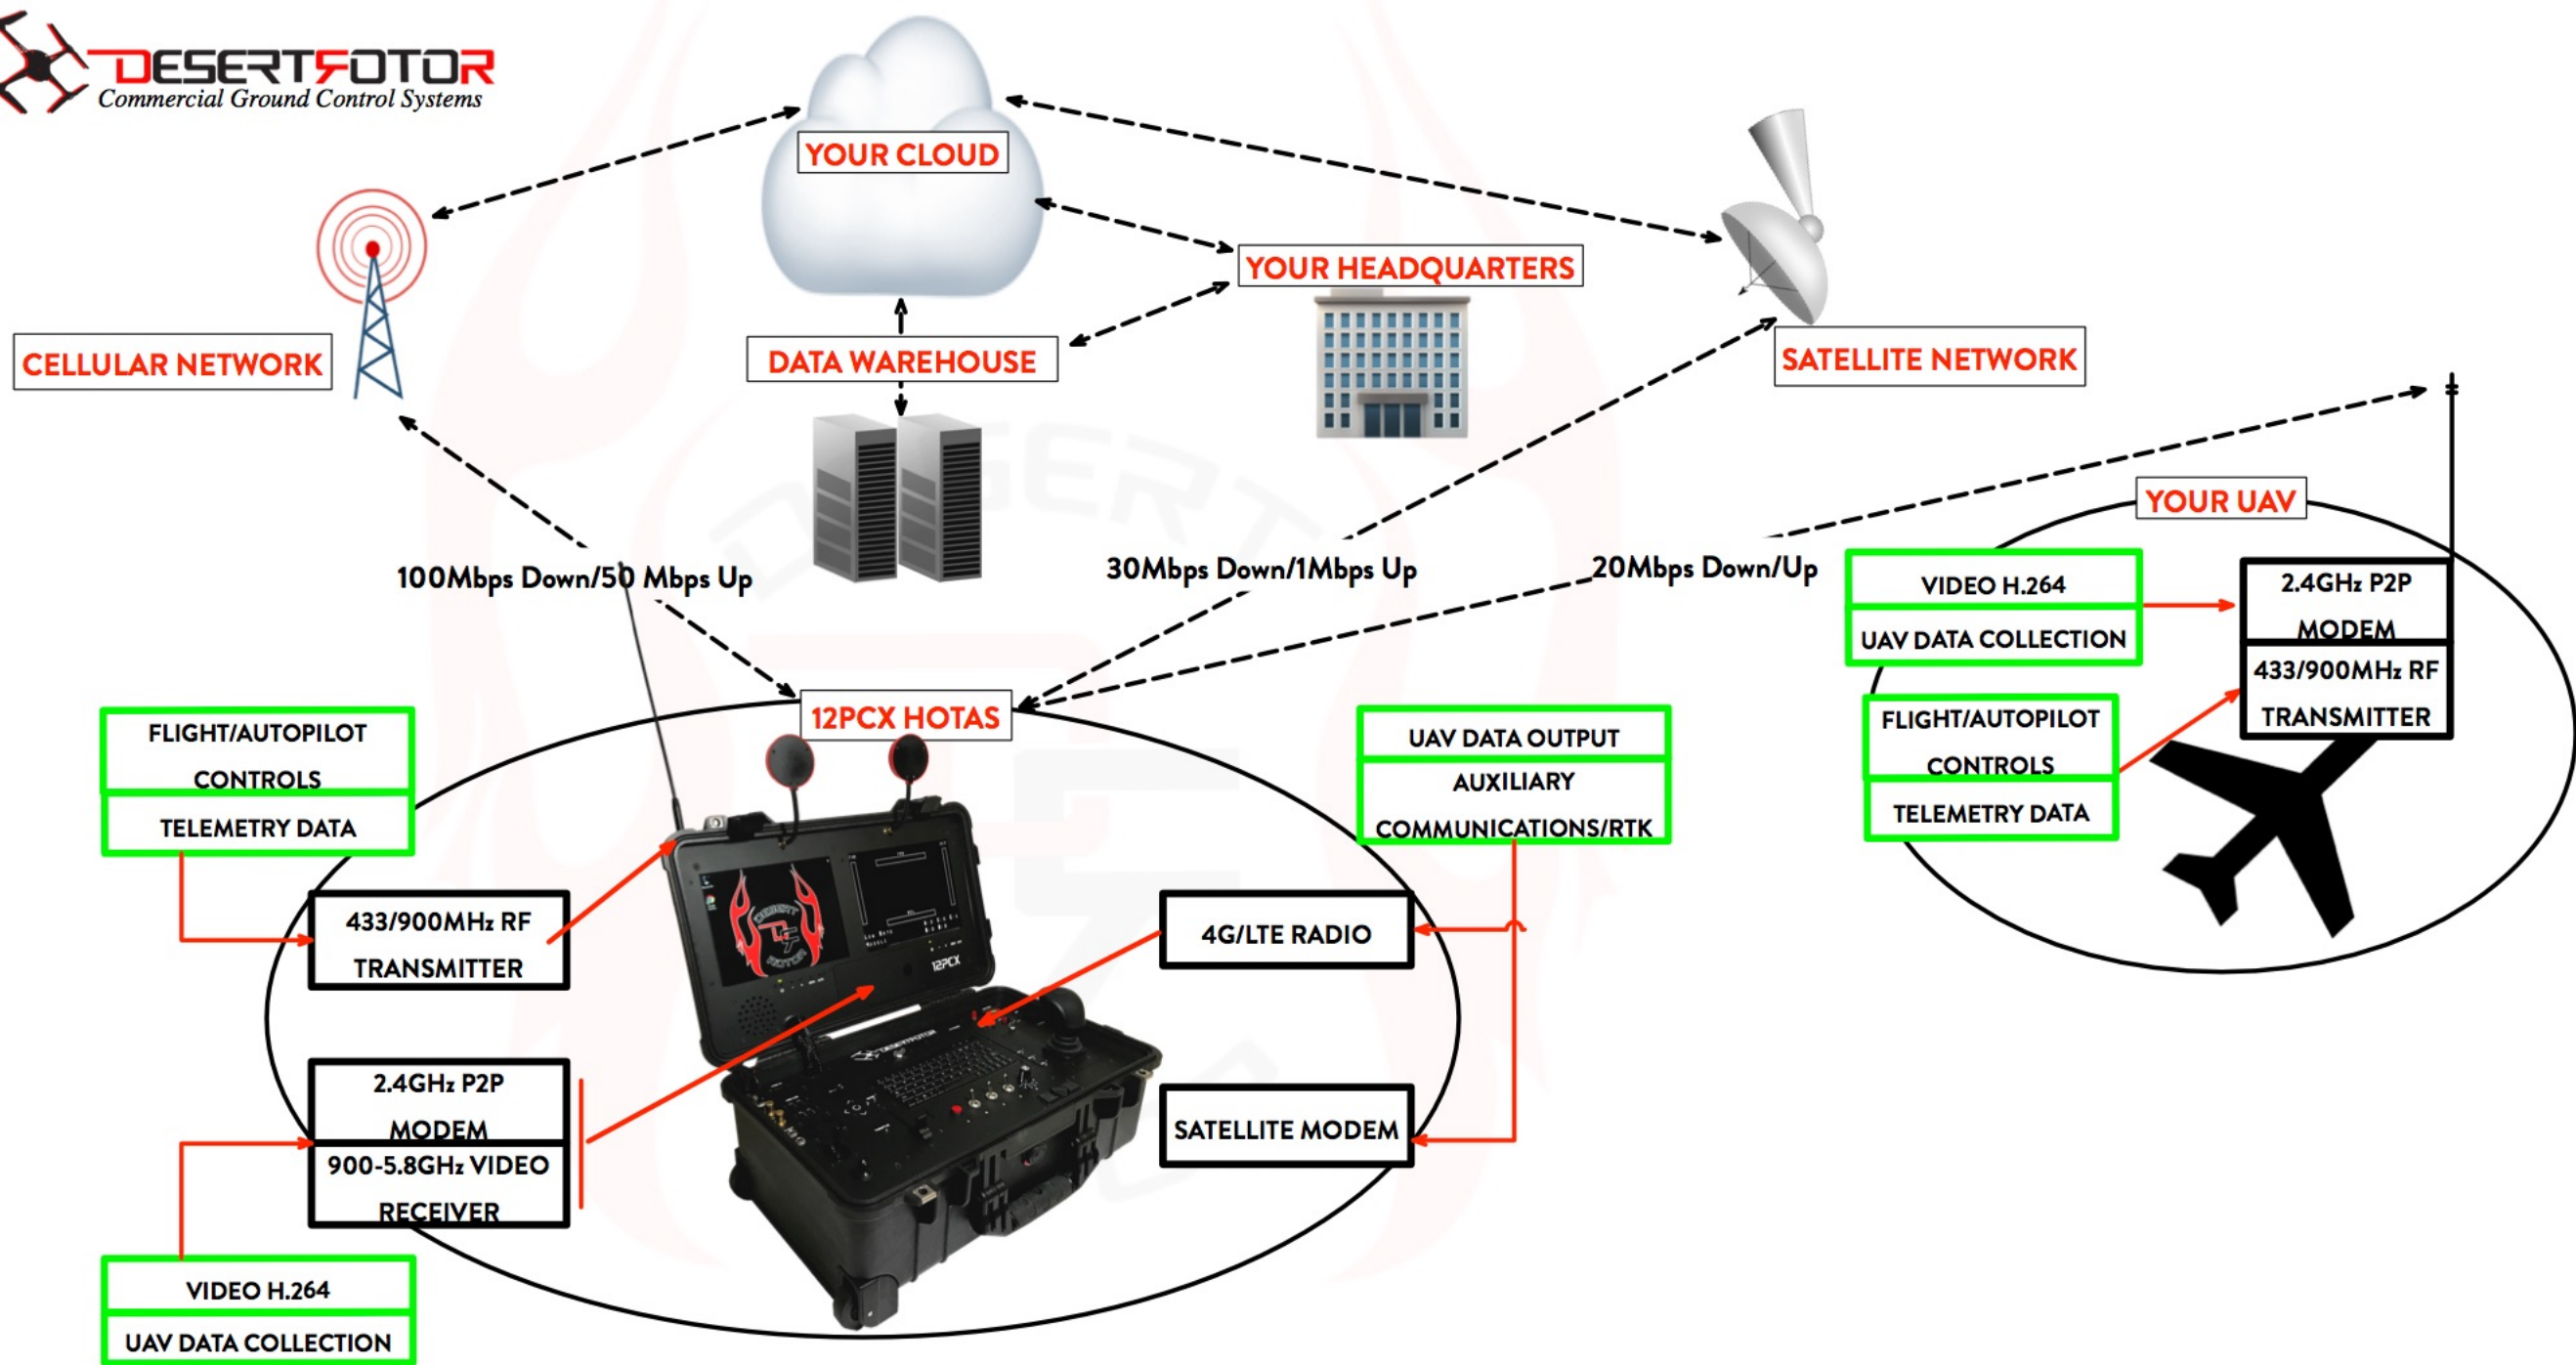 DESERTROTOR
Commercial Ground Control Systems
YOUR CLOUD
YOUR HEADQUARTERS
CELLULAR NETWORK
DATA WAREHOUSE
SATELLITE NETWORK
YOUR UAV
100Mbps Down/50 Mbps Up
30Mbps Down/1Mbps Up
20Mbps Down/Up
VIDEO H.264
UAV DATA COLLECTION
2.4GHz P2P
MODEM
433/900MHz RF
TRANSMITTER
FLIGHT/AUTOPILOT
CONTROLS
TELEMETRY DATA
12PCX HOTAS
FLIGHT/AUTOPILOT
CONTROLS
TELEMETRY DATA
UAV DATA OUTPUT
AUXILIARY
COMMUNICATIONS/RTK
433/900MHz RF
TRANSMITTER
4G/LTE RADIO
DESERT
ROTOR
12PCX
DESERTROTOR
2.4GHz P2P
MODEM
900-5.8GHz VIDEO
RECEIVER
SATELLITE MODEM
VIDEO H.264
UAV DATA COLLECTION
DESERT